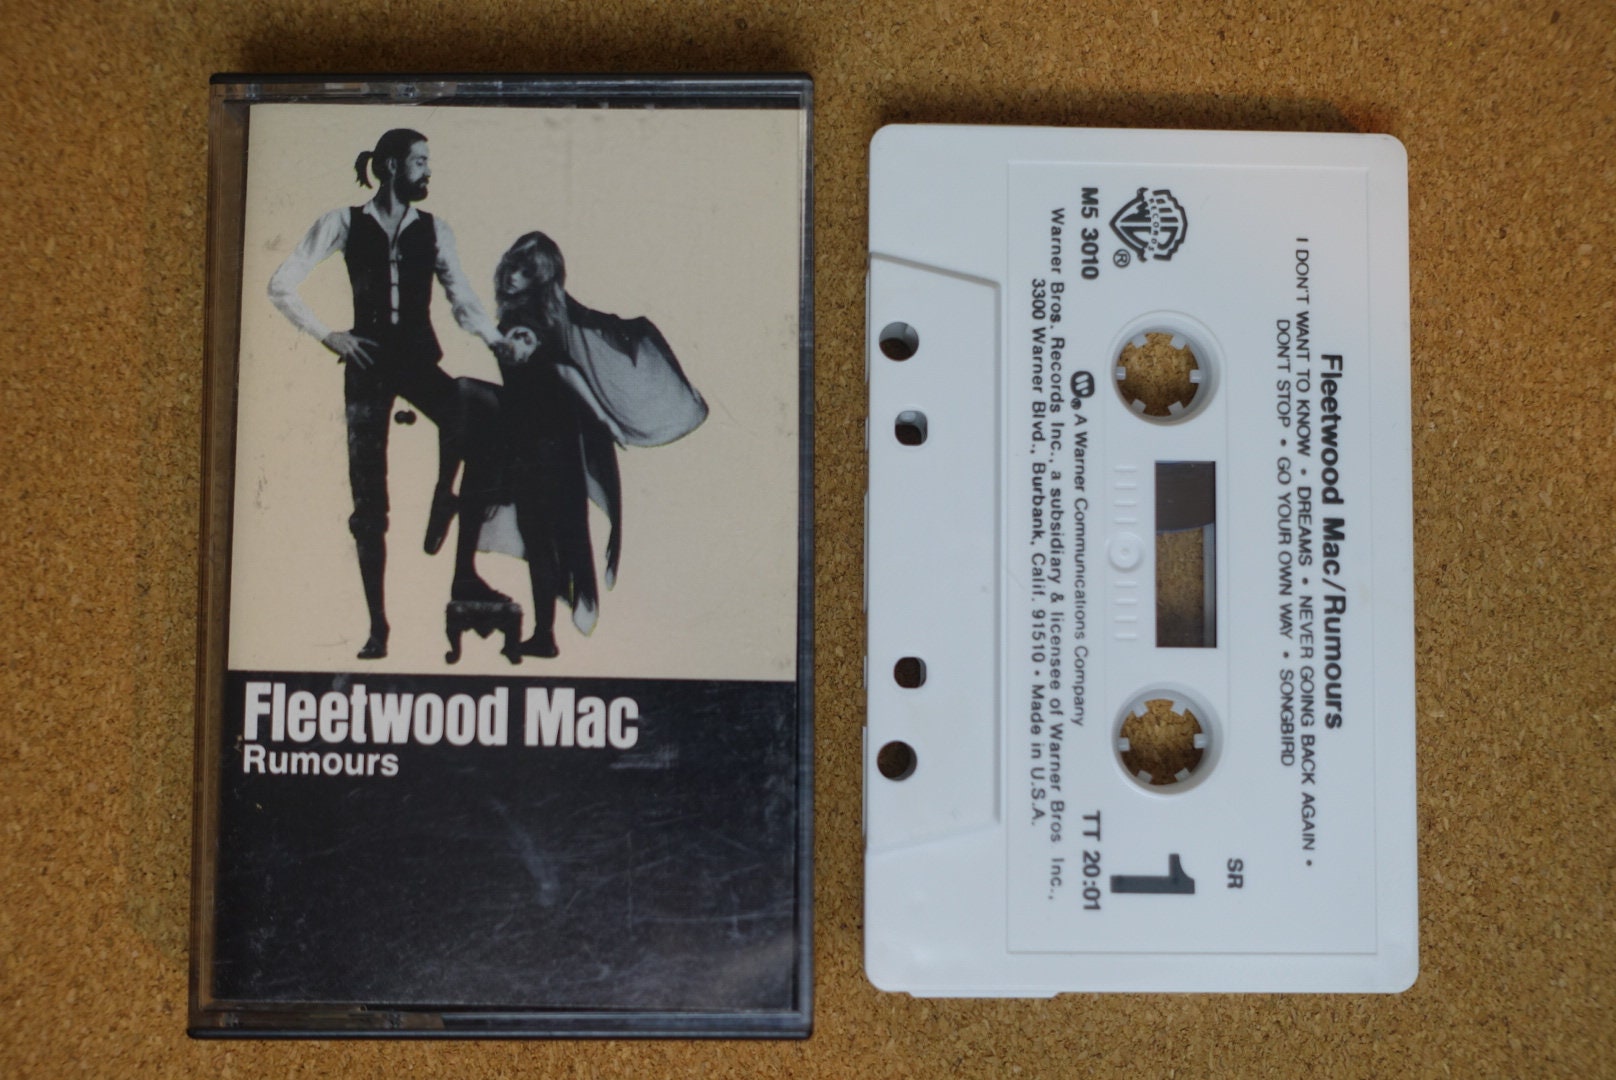 Fleetwood Mac
Rumours
Fleetwood Mac/Rumours
I DON'T WANT TO KNOW • DREAMS • NEVER GOING BACK AGAIN •
DON'T STOP • GO YOUR OWN WAY • SONGBIRD
SR
1
W RECORDS ®
M5 3010
TT 20:01
A Warner Communications Company
Warner Bros. Records Inc., a subsidiary & licensee of Warner Bros Inc.,
3300 Warner Blvd., Burbank, Calif. 91510 • Made in U.S.A.